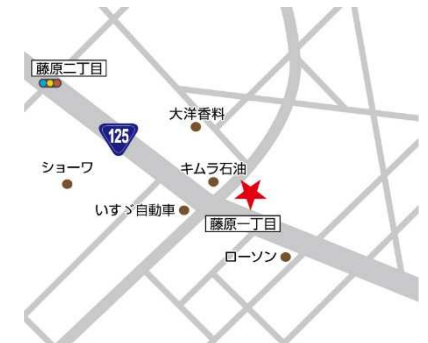 藤原二丁目
大洋香料
125
ショーワ
キムラ石油
いすゞ自動車
藤原一丁目
ローソン